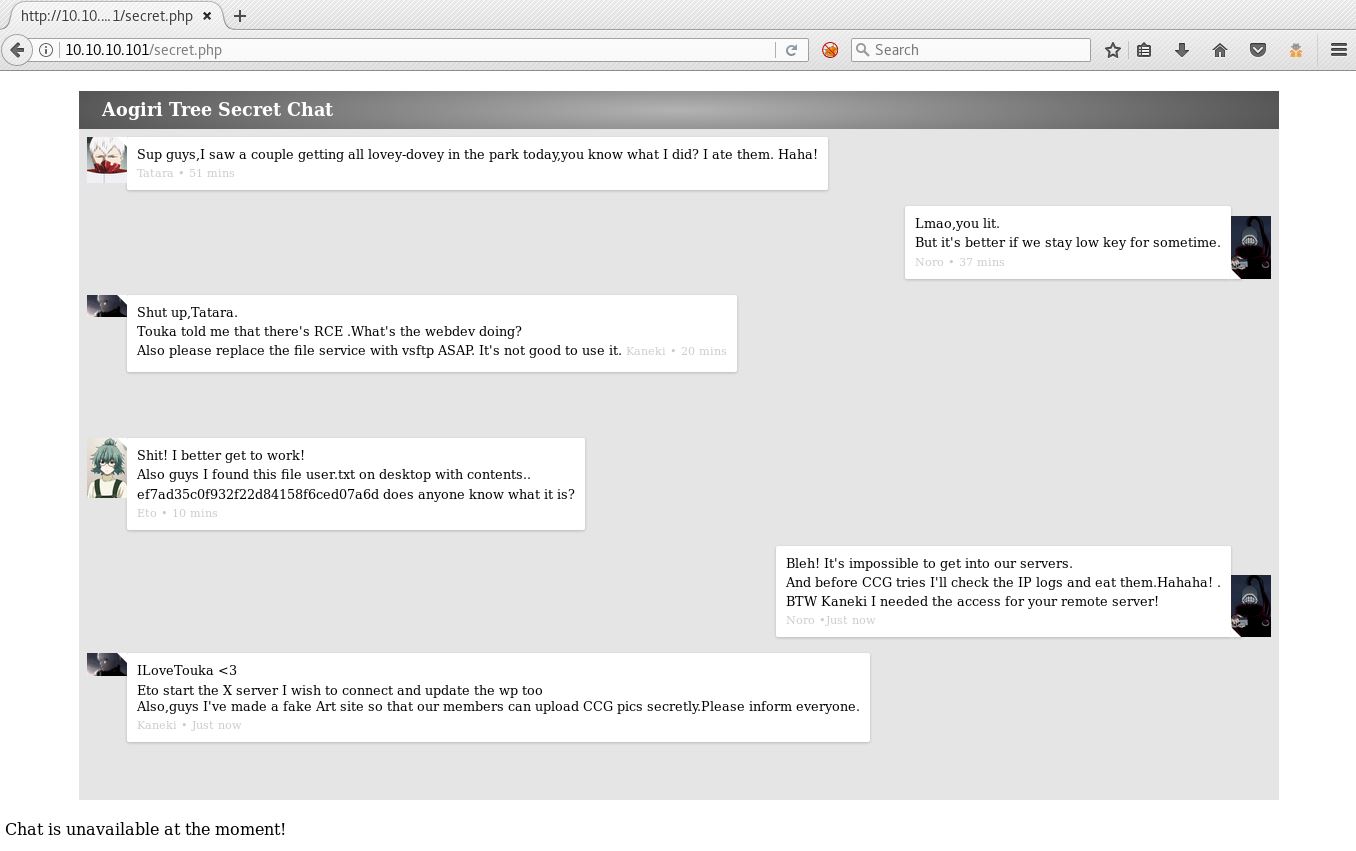 http://10.10....1/secret.php
10.10.10.101/secret.php
Search
Aogiri Tree Secret Chat
Sup guys,I saw a couple getting all lovey-dovey in the park today,you know what I did? I ate them. Haha!
Tatara • 51 mins
Lmao,you lit.
But it's better if we stay low key for sometime.
Noro • 37 mins
Shut up,Tatara.
Touka told me that there's RCE .What's the webdev doing?
Also please replace the file service with vsftp ASAP. It's not good to use it. Kaneki • 20 mins
Shit! I better get to work!
Also guys I found this file user.txt on desktop with contents..
ef7ad35c0f932f22d84158f6ced07a6d does anyone know what it is?
Eto • 10 mins
Bleh! It's impossible to get into our servers.
And before CCG tries I'll check the IP logs and eat them.Hahaha! .
BTW Kaneki I needed the access for your remote server!
Noro •Just now
ILoveTouka <3
Eto start the X server I wish to connect and update the wp too
Also,guys I've made a fake Art site so that our members can upload CCG pics secretly.Please inform everyone.
Kaneki • Just now
Chat is unavailable at the moment!